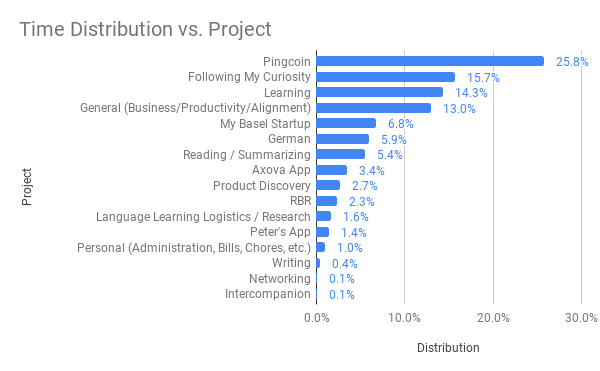 Time Distribution vs. Project
Project
Pingcoin 25.8%
Following My Curiosity 15.7%
Learning 14.3%
General (Business/Productivity/Alignment) 13.0%
My Basel Startup 6.8%
German 5.9%
Reading / Summarizing 5.4%
Axova App 3.4%
Product Discovery 2.7%
RBR 2.3%
Language Learning Logistics / Research 1.6%
Peter's App 1.4%
Personal (Administration, Bills, Chores, etc.) 1.0%
Writing 0.4%
Networking 0.1%
Intercompanion 0.1%
0.0% 10.0% 20.0% 30.0%
Distribution